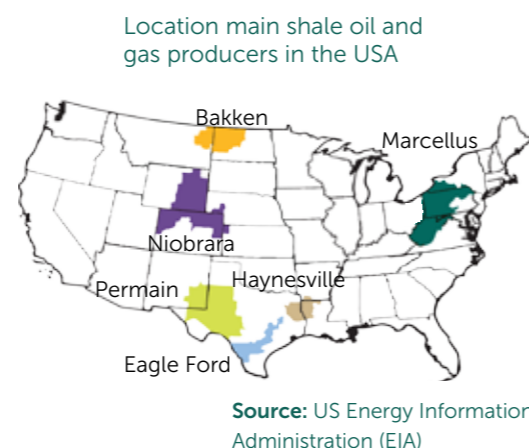 Location main shale oil and
gas producers in the USA
Bakken
Marcellus
Niobrara
Haynesville
Permain
Eagle Ford
Source: US Energy Information
Administration (EIA)